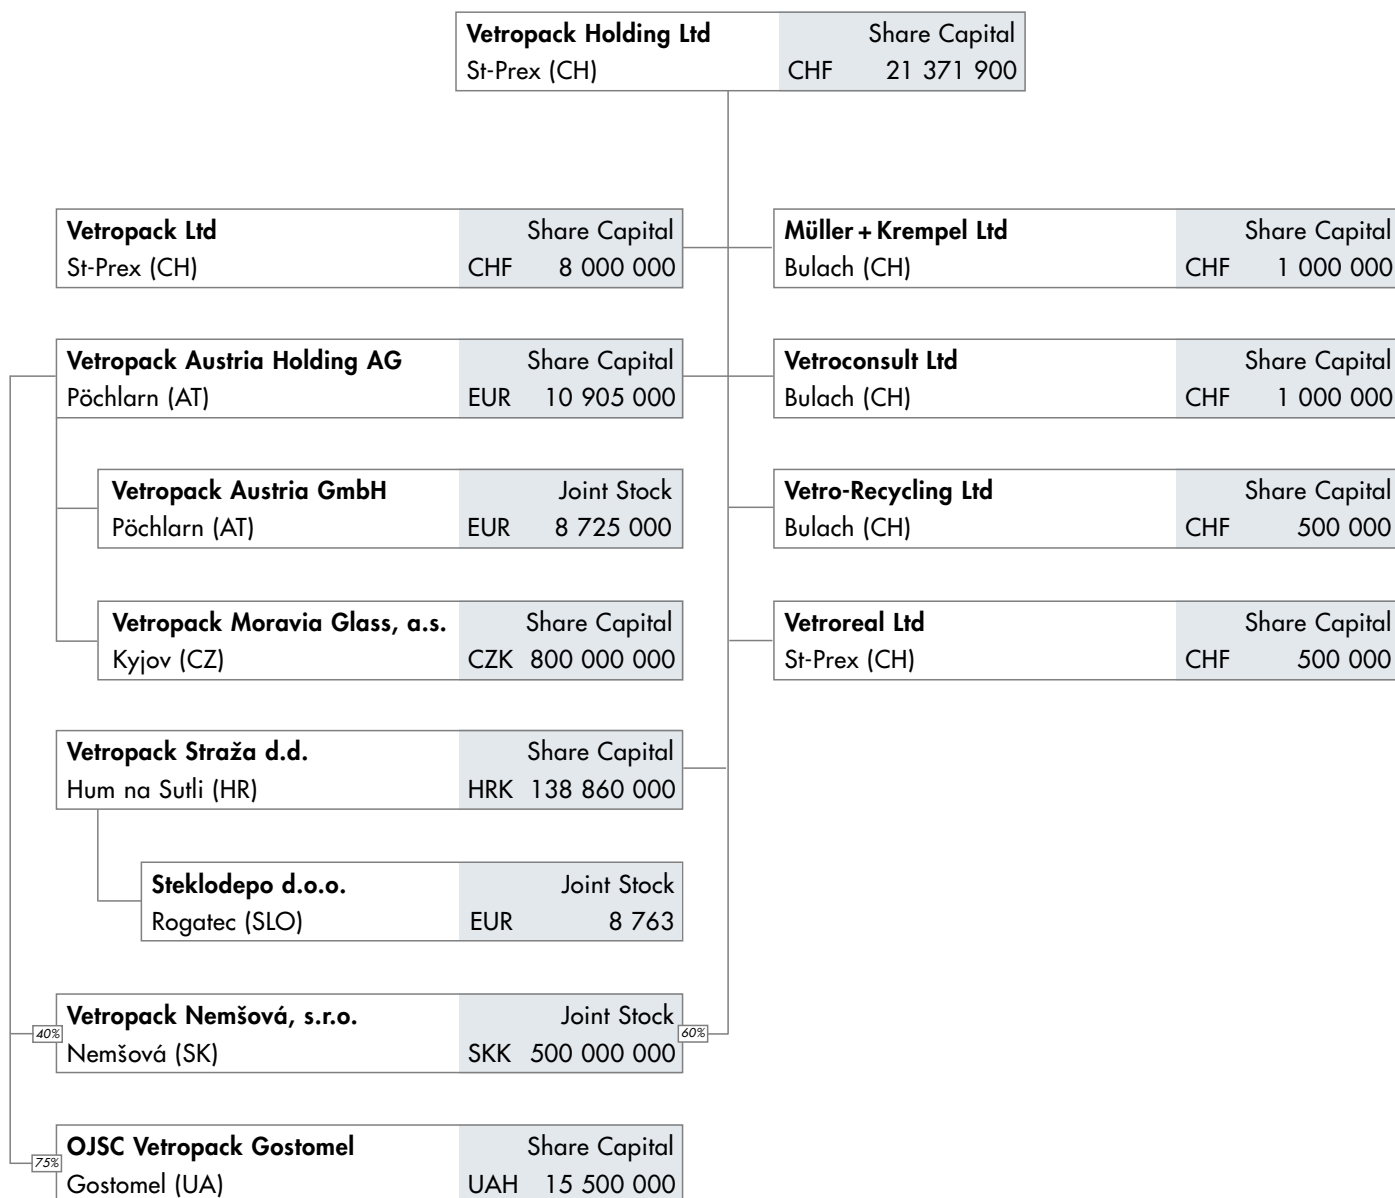 Vetropack Holding Ltd Share Capital
St-Prex (CH) CHF 21 371 900
Vetropack Ltd Share Capital
St-Prex (CH) CHF 8 000 000
Müller + Krempel Ltd Share Capital
Bulach (CH) CHF 1 000 000
Vetropack Austria Holding AG Share Capital
Pöchlarn (AT) EUR 10 905 000
Vetroconsult Ltd Share Capital
Bulach (CH) CHF 1 000 000
Vetropack Austria GmbH Joint Stock
Pöchlarn (AT) EUR 8 725 000
Vetro-Recycling Ltd Share Capital
Bulach (CH) CHF 500 000
Vetropack Moravia Glass, a.s. Share Capital
Kyjov (CZ) CZK 800 000 000
Vetroreal Ltd Share Capital
St-Prex (CH) CHF 500 000
Vetropack Straža d.d. Share Capital
Hum na Sutli (HR) HRK 138 860 000
Steklodepo d.o.o. Joint Stock
Rogatec (SLO) EUR 8 763
Vetropack Nemšová, s.r.o. Joint Stock
40% 60%
Nemšová (SK) SKK 500 000 000
OJSC Vetropack Gostomel Share Capital
75%
Gostomel (UA) UAH 15 500 000